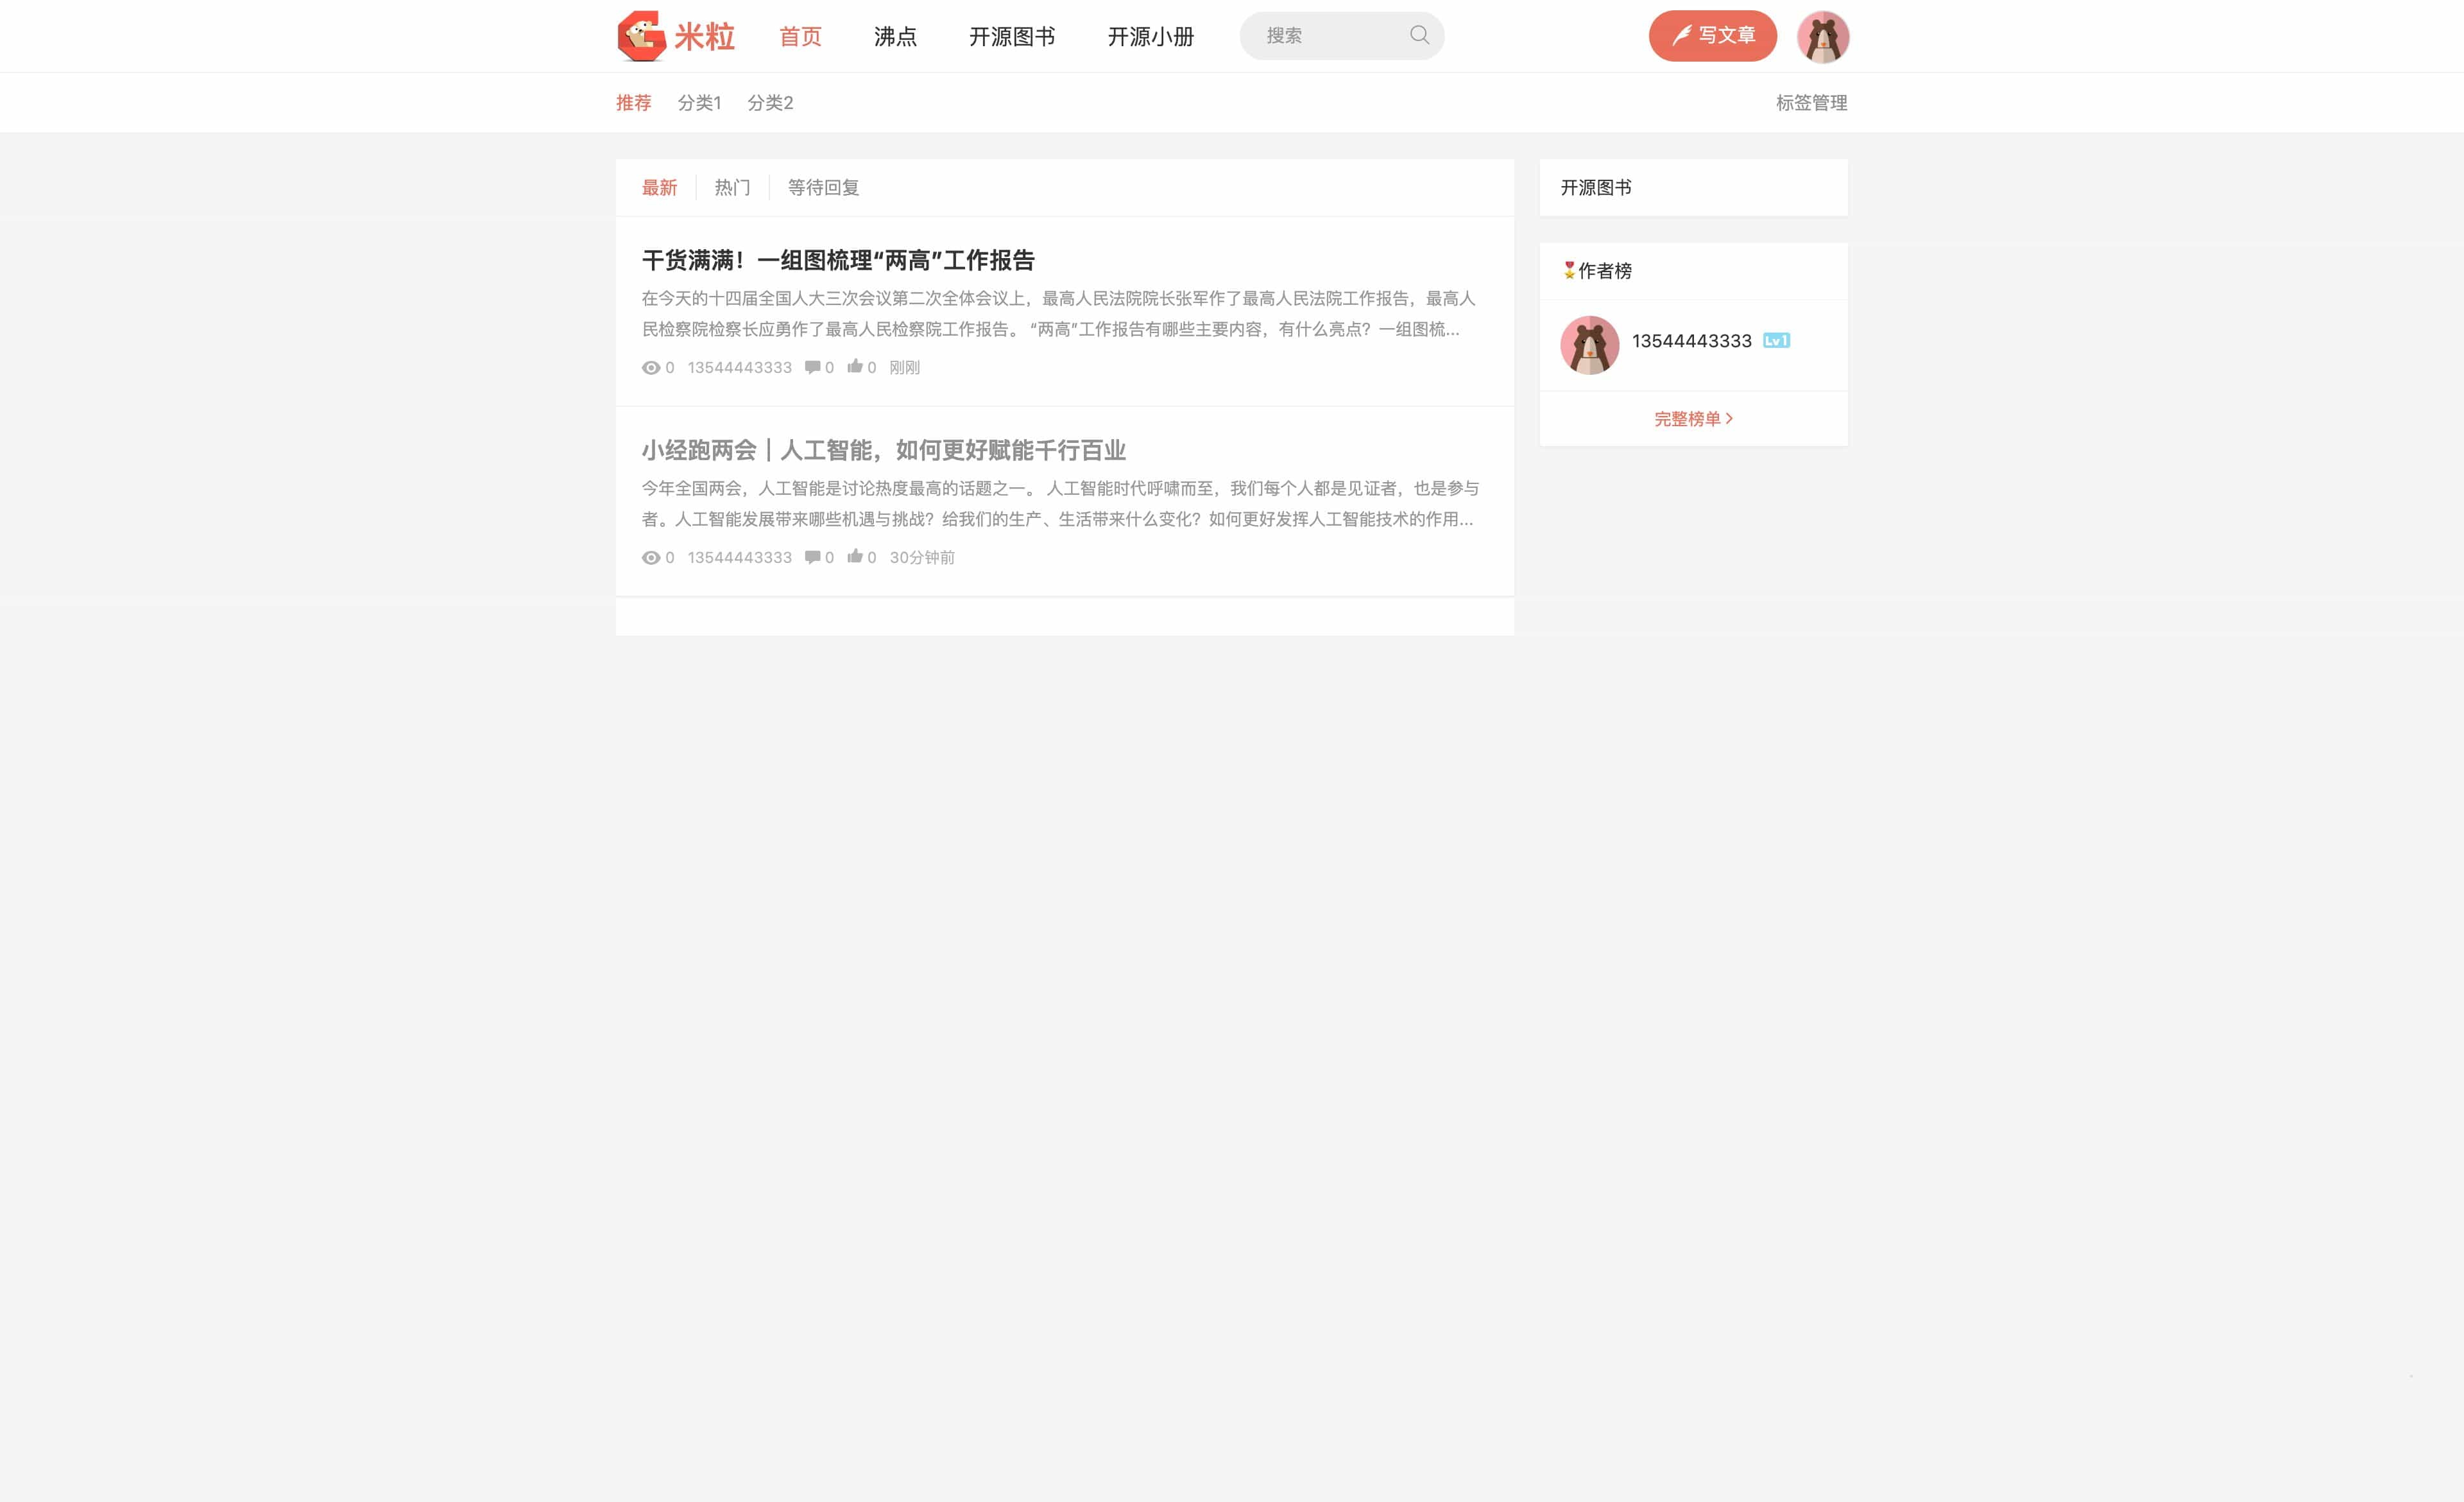 米粒 首页 沸点 开源图书 开源小册 搜索 写文章
推荐 分类1 分类2 标签管理
最新 热门 等待回复
干货满满！一组图梳理“两高”工作报告
在今天的十四届全国人大三次会议第二次全体会议上，最高人民法院院长张军作了最高人民法院工作报告，最高人
民检察院检察长应勇作了最高人民检察院工作报告。 “两高”工作报告有哪些主要内容，有什么亮点？一组图梳...
0 13544443333 0 0 刚刚
小经跑两会｜人工智能，如何更好赋能千行百业
今年全国两会，人工智能是讨论热度最高的话题之一。 人工智能时代呼啸而至，我们每个人都是见证者，也是参与
者。人工智能发展带来哪些机遇与挑战？给我们的生产、生活带来什么变化？如何更好发挥人工智能技术的作用...
0 13544443333 0 0 30分钟前
开源图书
作者榜
13544443333 Lv1
完整榜单